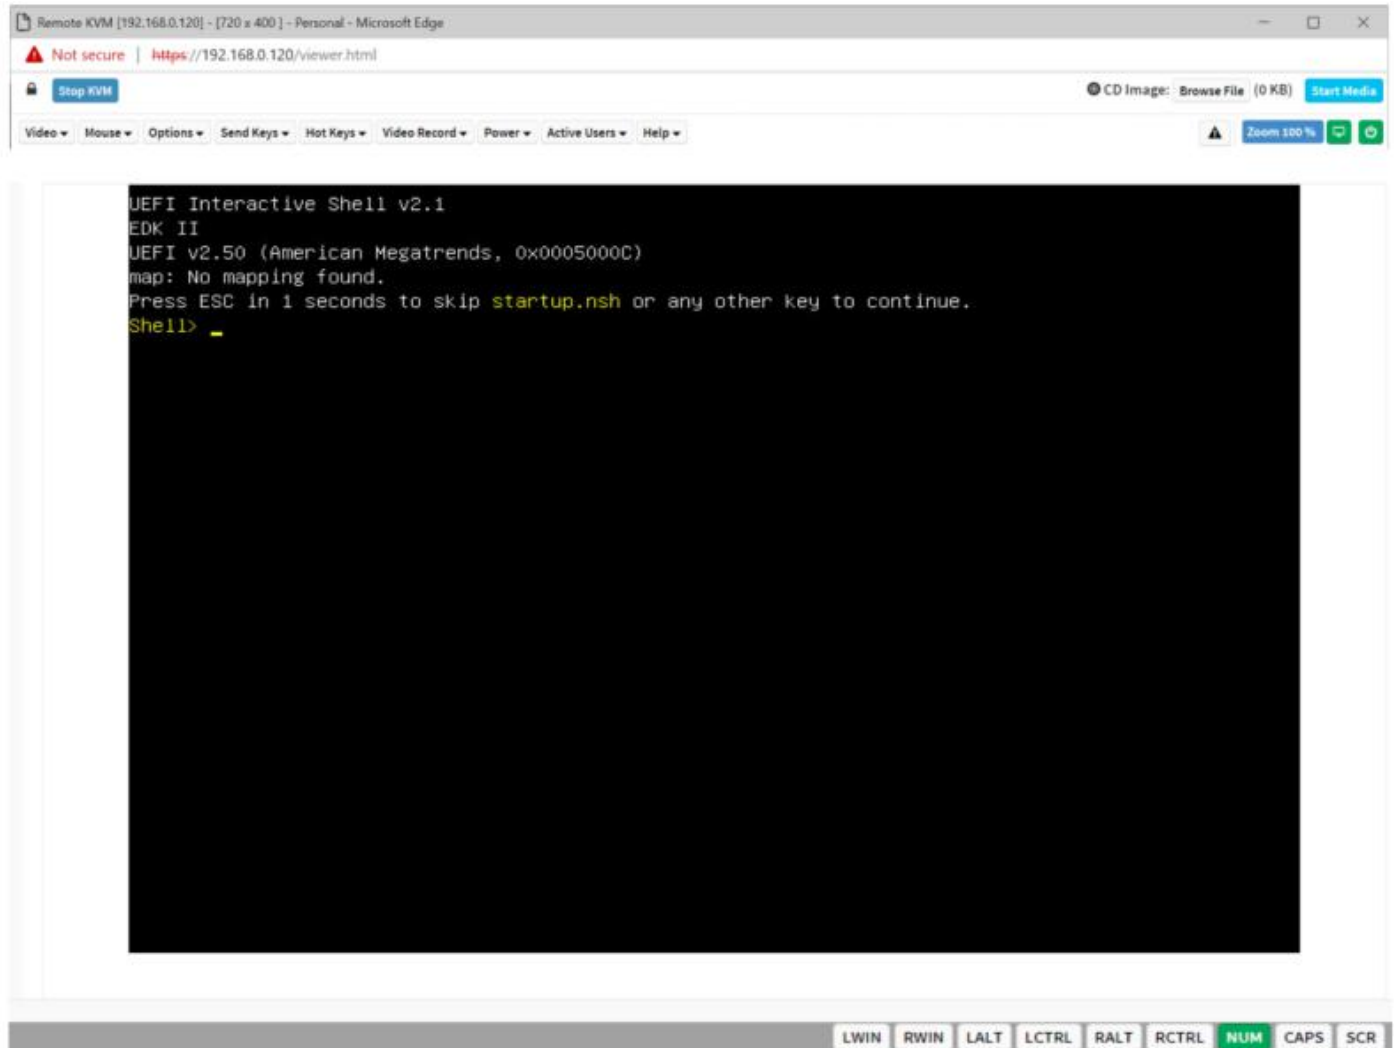 Remote KVM [192.168.0.120] - [720 x 400 ] - Personal - Microsoft Edge
Not secure | https://192.168.0.120/viewer.html
Stop KVM CD Image: Browse File (0 KB) Start Media
Video Mouse Options Send Keys Hot Keys Video Record Power Active Users Help Zoom 100 %
UEFI Interactive Shell v2.1
EDK II
UEFI v2.50 (American Megatrends, 0x0005000C)
map: No mapping found.
Press ESC in 1 seconds to skip startup.nsh or any other key to continue.
Shell> _
LWIN RWIN LALT LCTRL RALT RCTRL NUM CAPS SCR